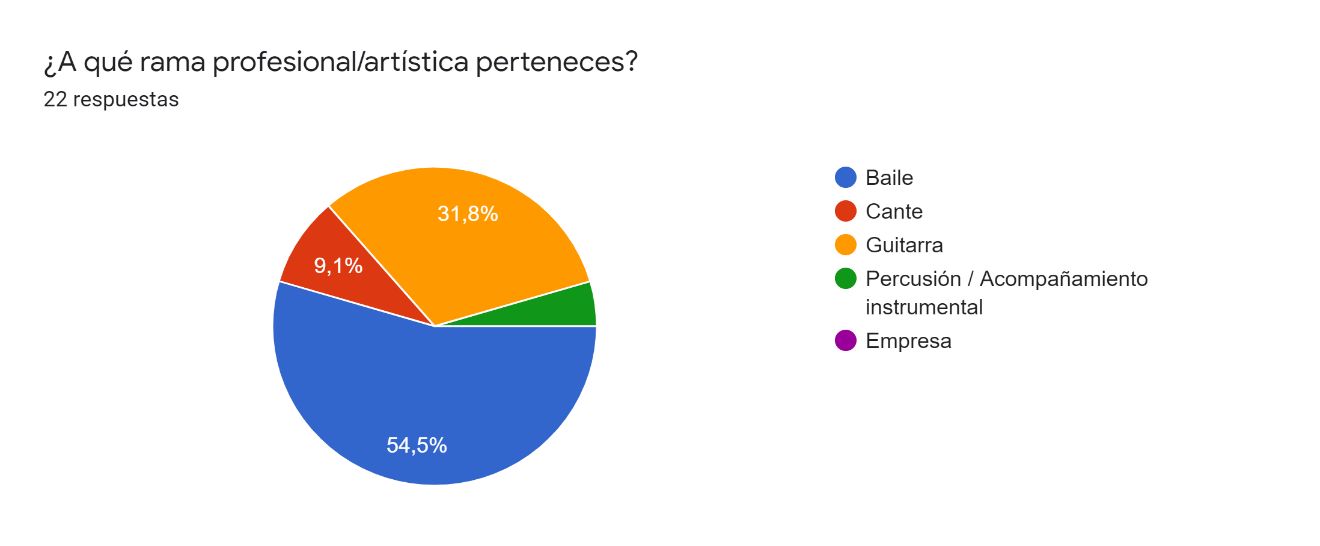 ¿A qué rama profesional/artística perteneces?
22 respuestas
31,8%
9,1%
54,5%
Baile
Cante
Guitarra
Percusión / Acompañamiento
instrumental
Empresa